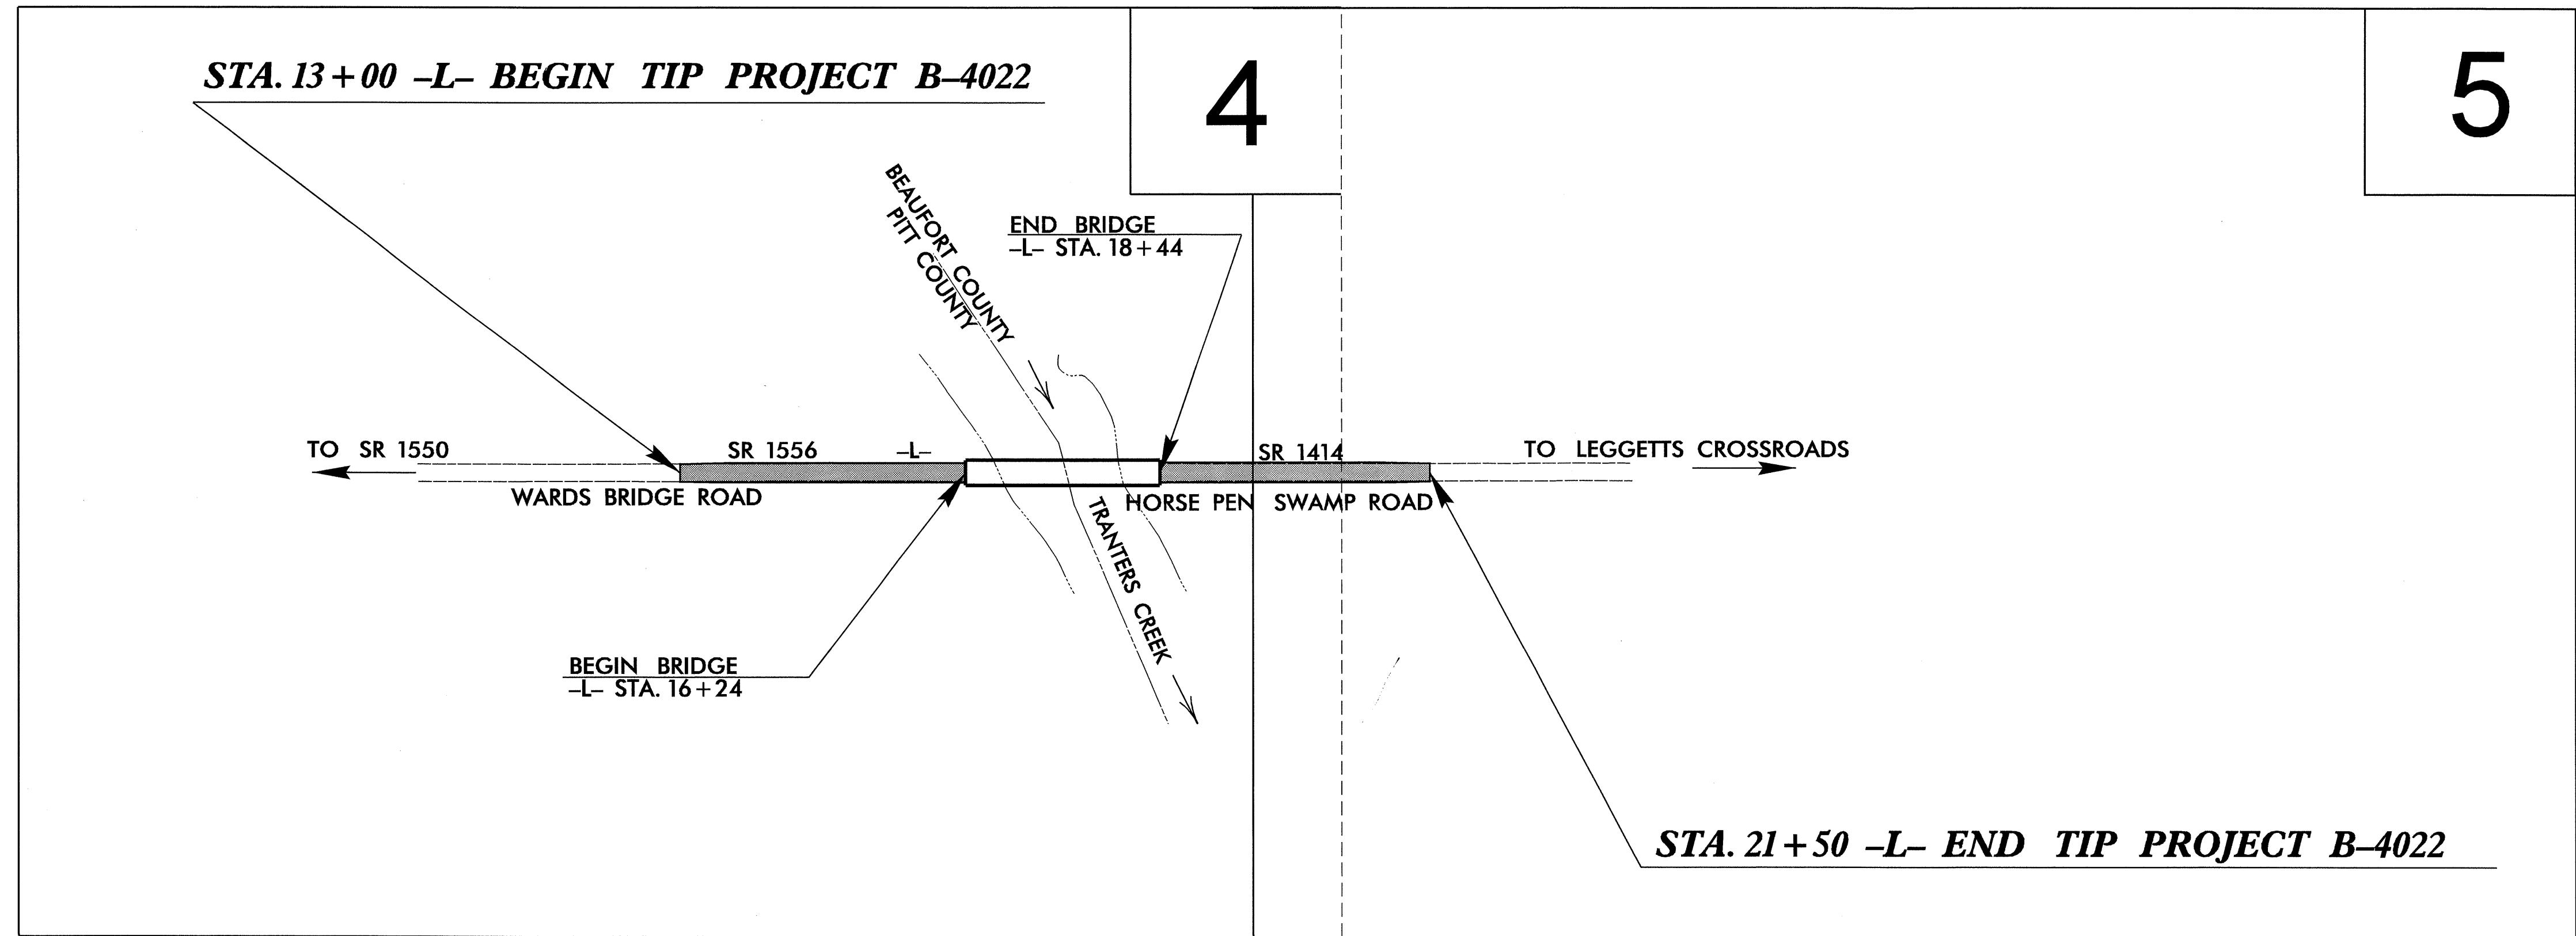 STA. 13+00 –L– BEGIN TIP PROJECT B–4022
4
5
BEAUFORT COUNTY
PITT COUNTY
END BRIDGE
–L– STA. 18+44
TO SR 1550
SR 1556
–L–
SR 1414
TO LEGGETTS CROSSROADS
WARDS BRIDGE ROAD
HORSE PEN SWAMP ROAD
TRANTERS CREEK
BEGIN BRIDGE
–L– STA. 16+24
STA. 21+50 –L– END TIP PROJECT B–4022